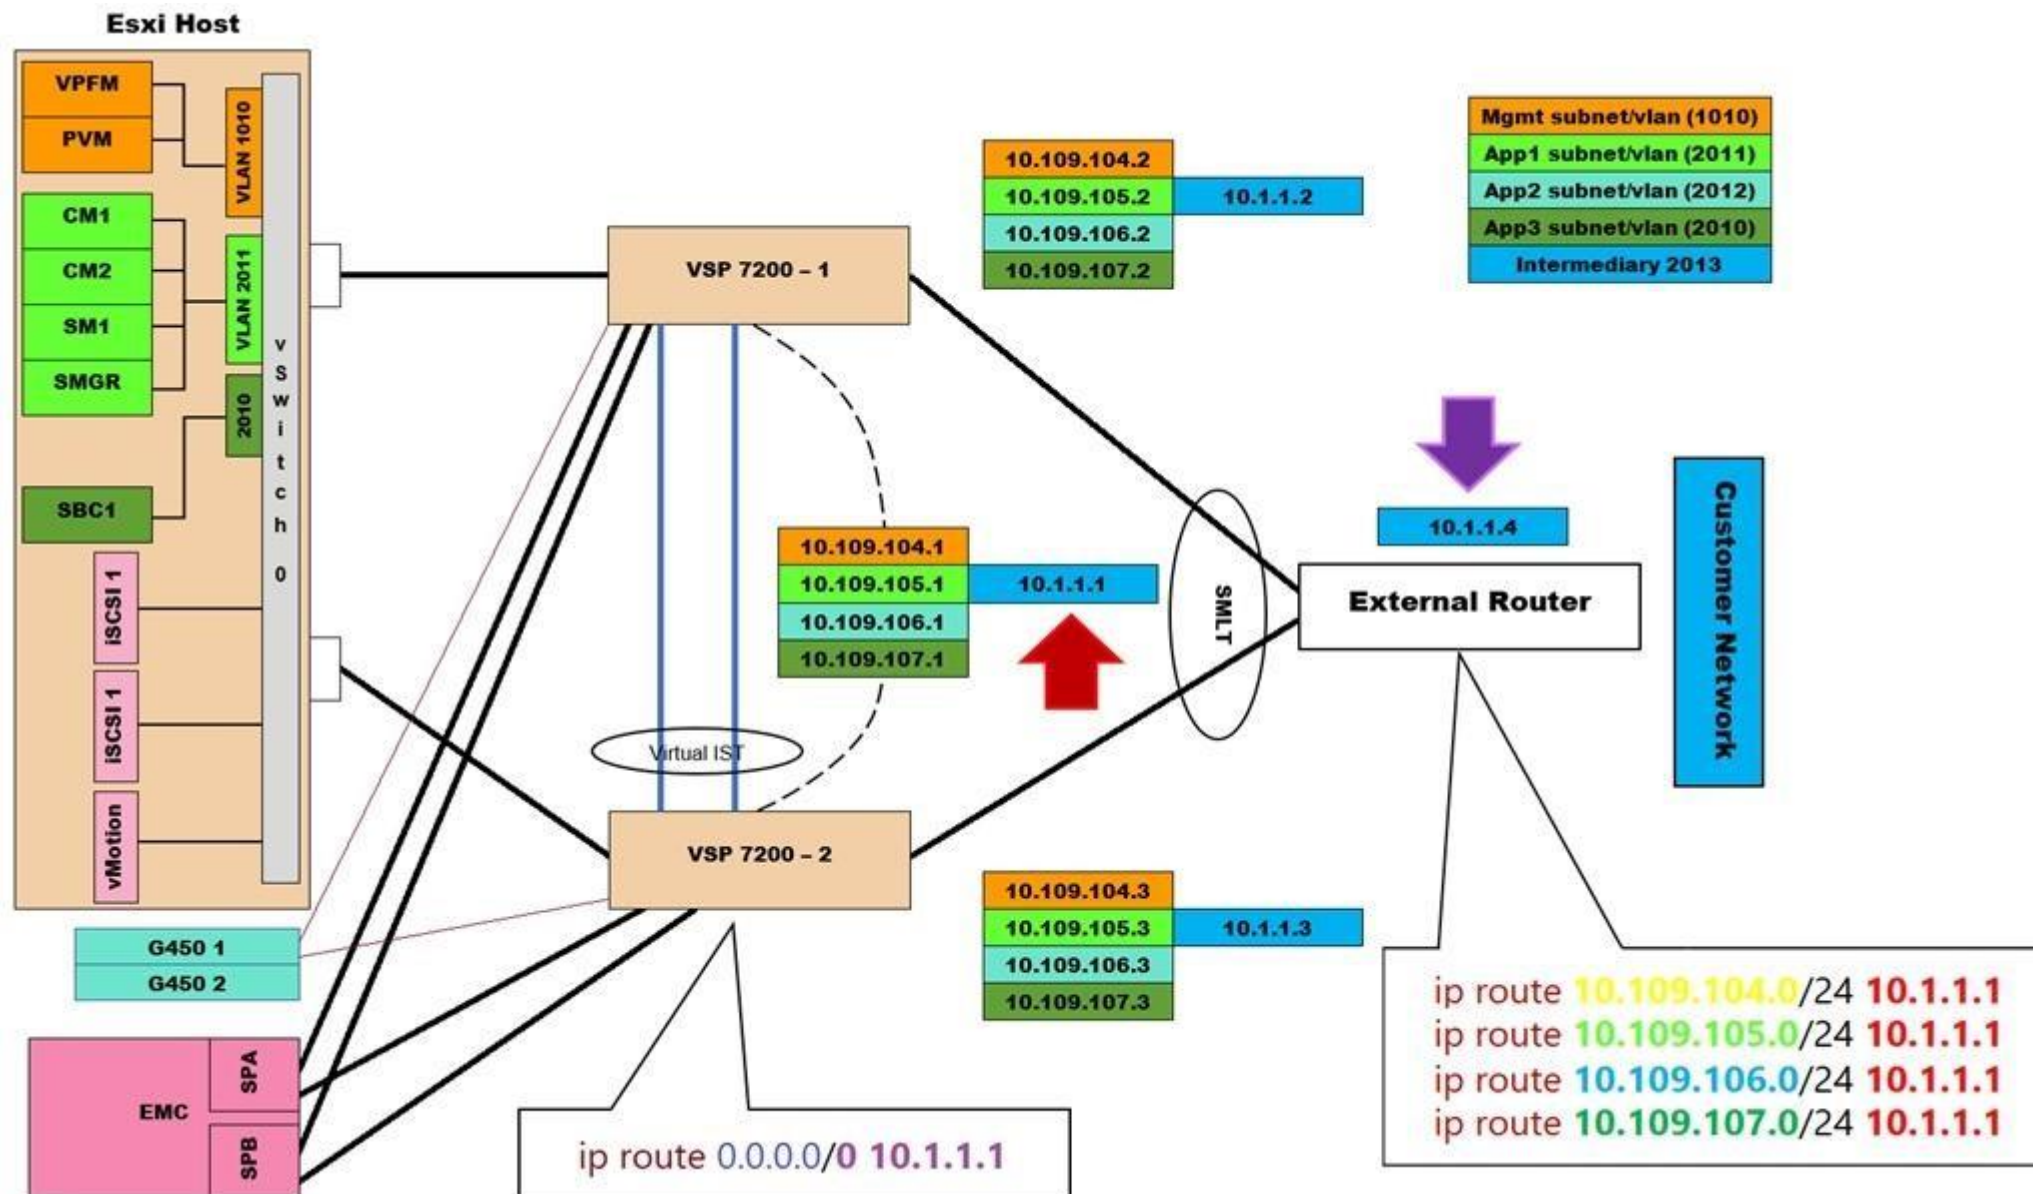 Esxi Host
VPFM
PVM
VLAN 1010
CM1
CM2
SM1
SMGR
VLAN 2011
2010
SBC1
iSCSI 1
iSCSI 1
vMotion
vSwitch 0
G450 1
G450 2
EMC
SPA
SPB
VSP 7200 – 1
10.109.104.2
10.109.105.2
10.1.1.2
10.109.106.2
10.109.107.2
Mgmt subnet/vlan (1010)
App1 subnet/vlan (2011)
App2 subnet/vlan (2012)
App3 subnet/vlan (2010)
Intermediary 2013
10.109.104.1
10.109.105.1
10.1.1.1
10.109.106.1
10.109.107.1
Virtual IST
SMLT
10.1.1.4
External Router
Customer Network
VSP 7200 – 2
10.109.104.3
10.109.105.3
10.1.1.3
10.109.106.3
10.109.107.3
ip route 0.0.0.0/0 10.1.1.1
ip route 10.109.104.0/24 10.1.1.1
ip route 10.109.105.0/24 10.1.1.1
ip route 10.109.106.0/24 10.1.1.1
ip route 10.109.107.0/24 10.1.1.1